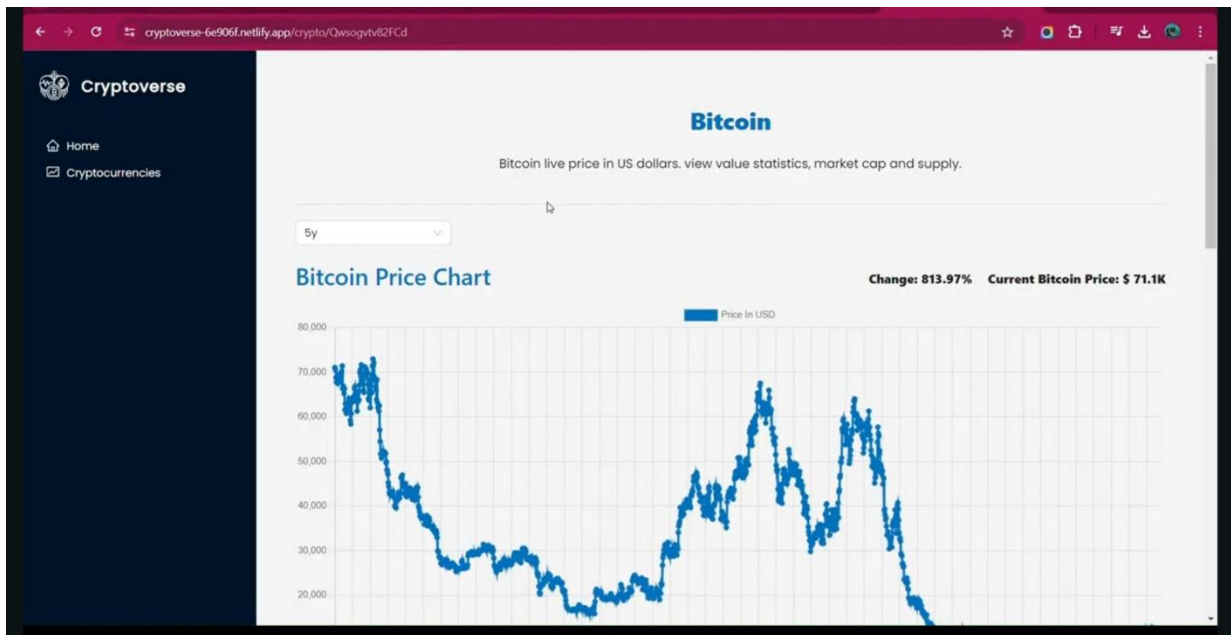 cryptoverse-6e906f.netlify.app/crypto/Qwsogvtv82FCd
Cryptoverse
Home
Cryptocurrencies
Bitcoin
Bitcoin live price in US dollars. view value statistics, market cap and supply.
5y
Bitcoin Price Chart
Change: 813.97% Current Bitcoin Price: $ 71.1K
Price In USD
80,000
70,000
60,000
50,000
40,000
30,000
20,000